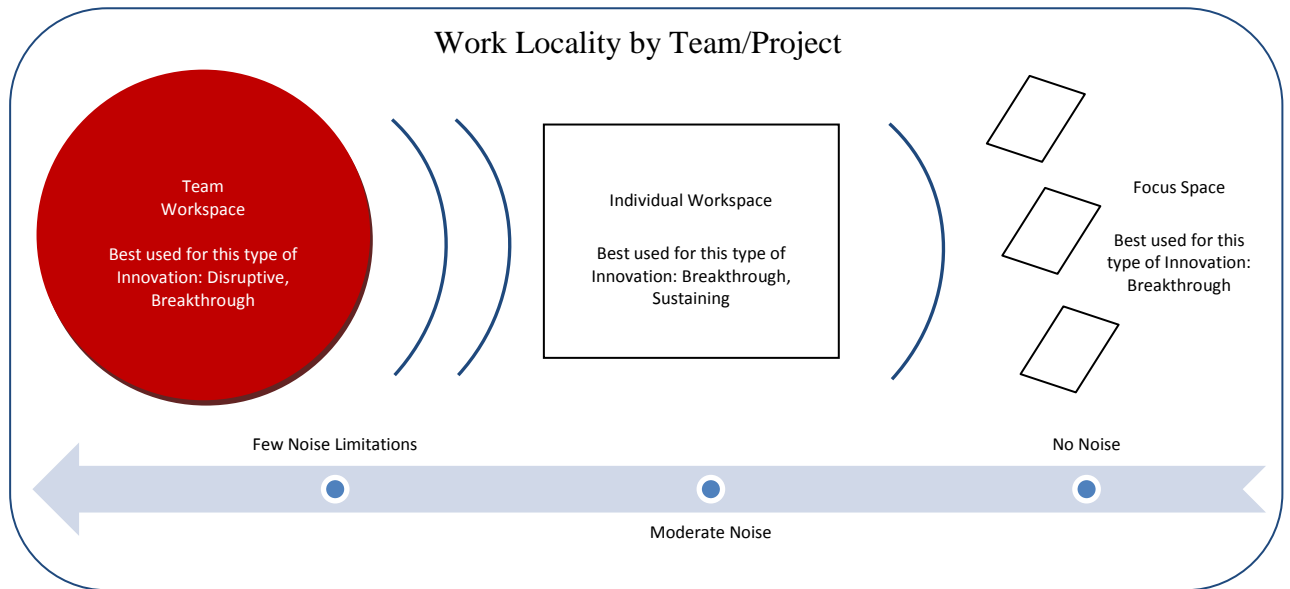 Work Locality by Team/Project
Team
Workspace
Best used for this type of
Innovation: Disruptive,
Breakthrough
Individual Workspace
Best used for this type of
Innovation: Breakthrough,
Sustaining
Focus Space
Best used for this
type of Innovation:
Breakthrough
Few Noise Limitations
No Noise
Moderate Noise